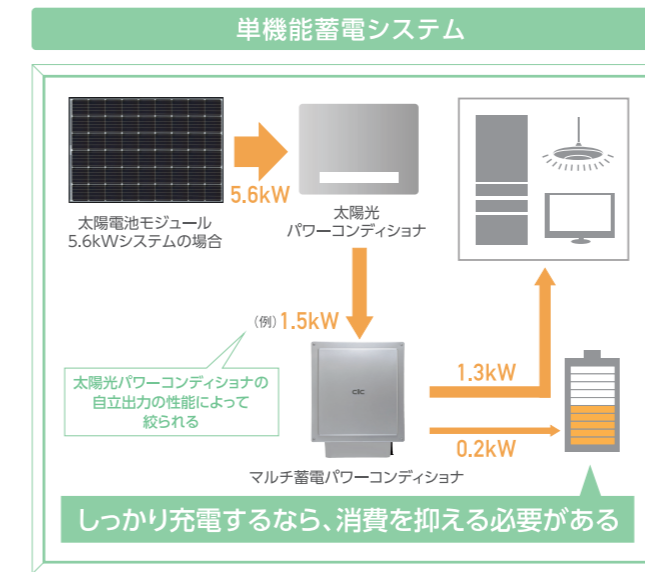 単機能蓄電システム
5.6kW
太陽電池モジュール
5.6kWシステムの場合
太陽光
パワーコンディショナ
(例)1.5kW
太陽光パワーコンディショナの
自立出力の性能によって
絞られる
clic
1.3kW
0.2kW
マルチ蓄電パワーコンディショナ
しっかり充電するなら、消費を抑える必要がある